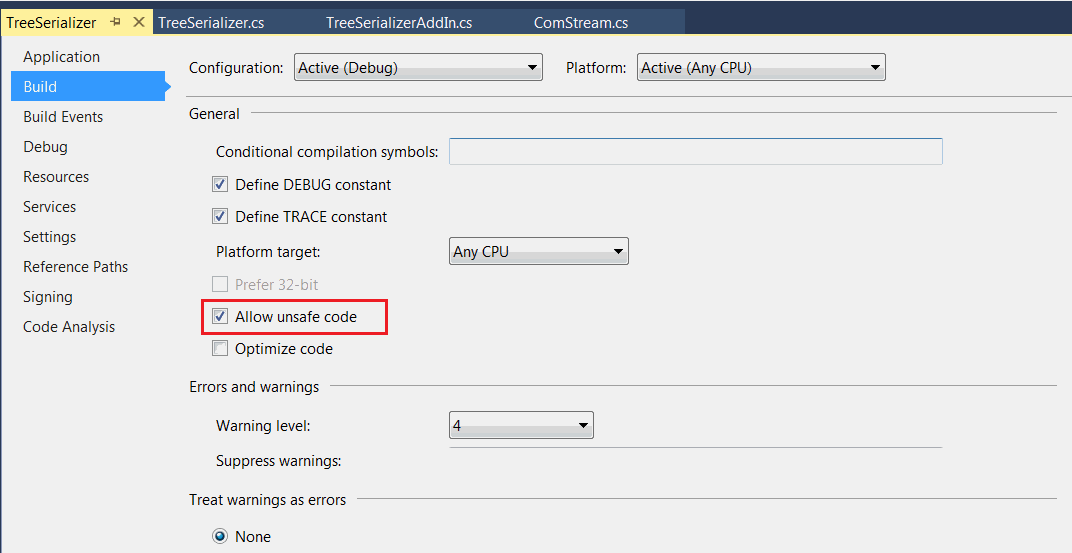 TreeSerializer TreeSerializer.cs TreeSerializerAddIn.cs ComStream.cs
Application
Build
Build Events
Debug
Resources
Services
Settings
Reference Paths
Signing
Code Analysis
Configuration: Active (Debug) Platform: Active (Any CPU)
General
Conditional compilation symbols:
Define DEBUG constant
Define TRACE constant
Platform target: Any CPU
Prefer 32-bit
Allow unsafe code
Optimize code
Errors and warnings
Warning level: 4
Suppress warnings:
Treat warnings as errors
None